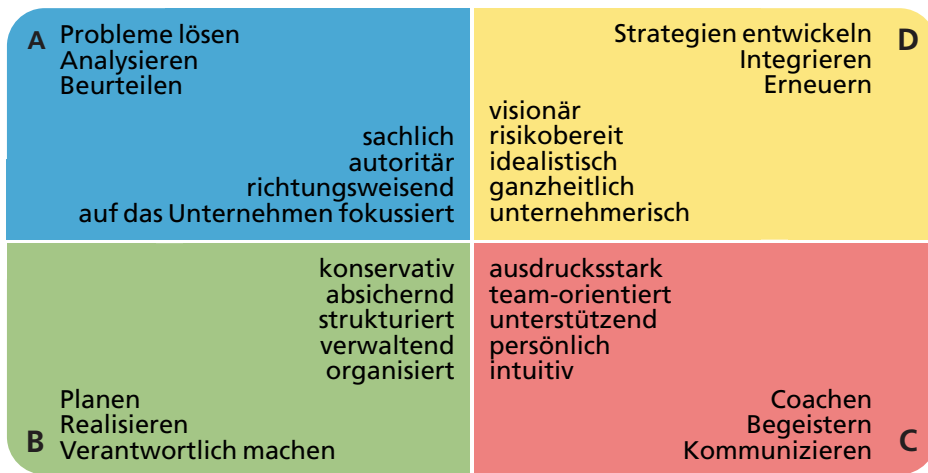 A
Probleme lösen
Analysieren
Beurteilen
sachlich
autoritär
richtungsweisend
auf das Unternehmen fokussiert
Strategien entwickeln
D
Integrieren
Erneuern
visionär
risikobereit
idealistisch
ganzheitlich
unternehmerisch
konservativ
absichernd
strukturiert
verwaltend
organisiert
Planen
Realisieren
B
Verantwortlich machen
ausdrucksstark
team-orientiert
unterstützend
persönlich
intuitiv
Coachen
Begeistern
Kommunizieren
C